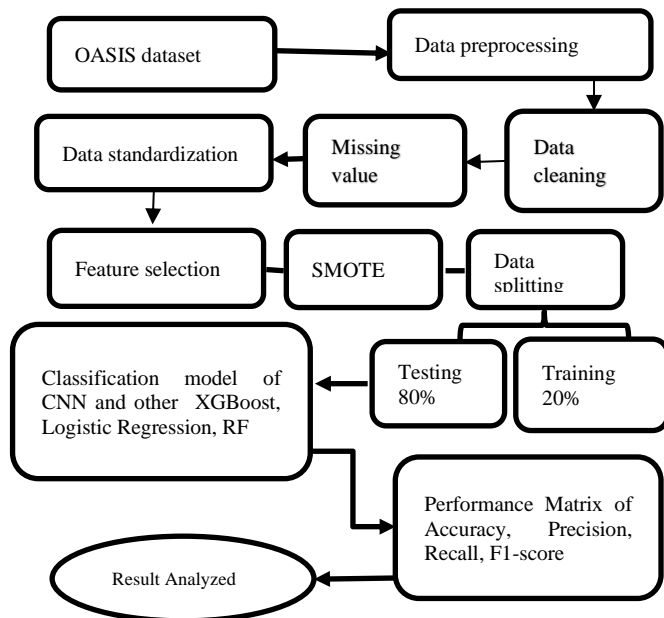 OASIS dataset
Data preprocessing
Data
cleaning
Missing
value
Data standardization
Feature selection
SMOTE
Data
splitting
Testing
80%
Training
20%
Classification model of
CNN and other XGBoost,
Logistic Regression, RF
Performance Matrix of
Accuracy, Precision,
Recall, F1-score
Result Analyzed